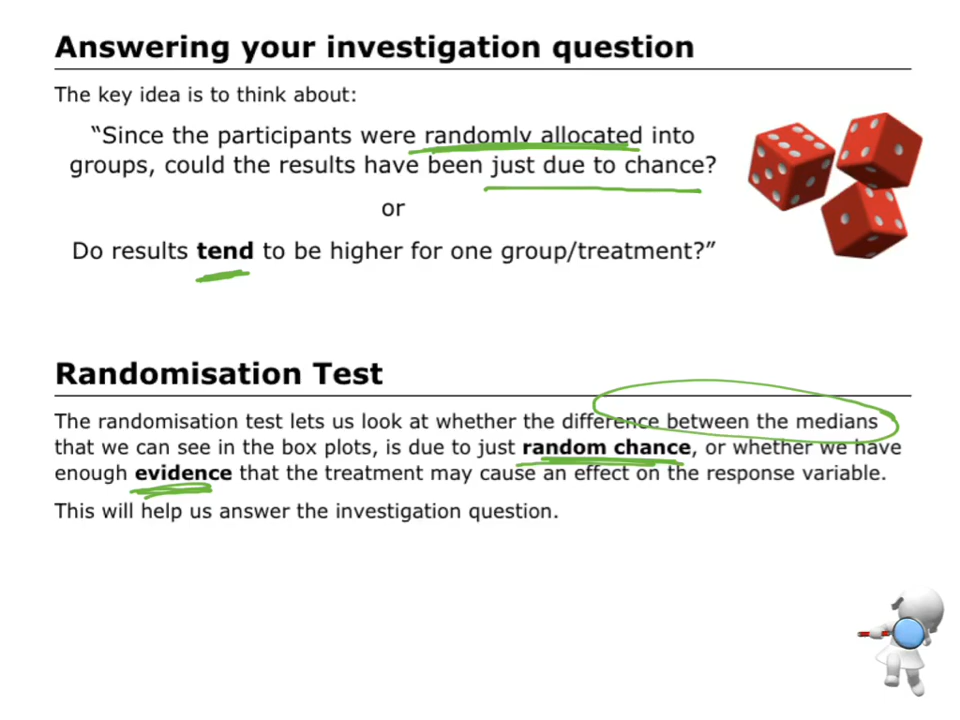 Answering your investigation question
The key idea is to think about:
“Since the participants were randomly allocated into
groups, could the results have been just due to chance?
or
Do results tend to be higher for one group/treatment?”
Randomisation Test
The randomisation test lets us look at whether the difference between the medians
that we can see in the box plots, is due to just random chance, or whether we have
enough evidence that the treatment may cause an effect on the response variable.
This will help us answer the investigation question.